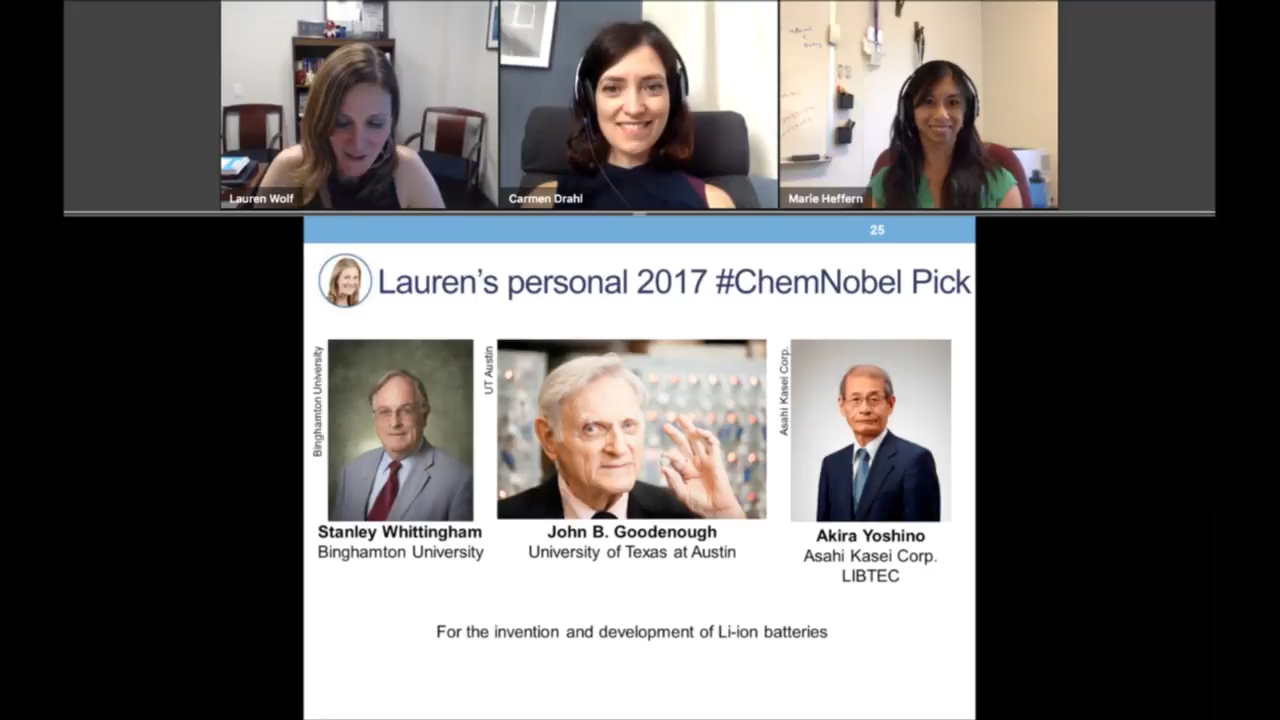 Lauren Wolf
Carmen Drahl
Marie Heffern
25
Lauren's personal 2017 #ChemNobel Pick
Binghamton University
UT Austin
Asahi Kasei Corp.
Stanley Whittingham
Binghamton University
John B. Goodenough
University of Texas at Austin
Akira Yoshino
Asahi Kasei Corp.
LIBTEC
For the invention and development of Li-ion batteries